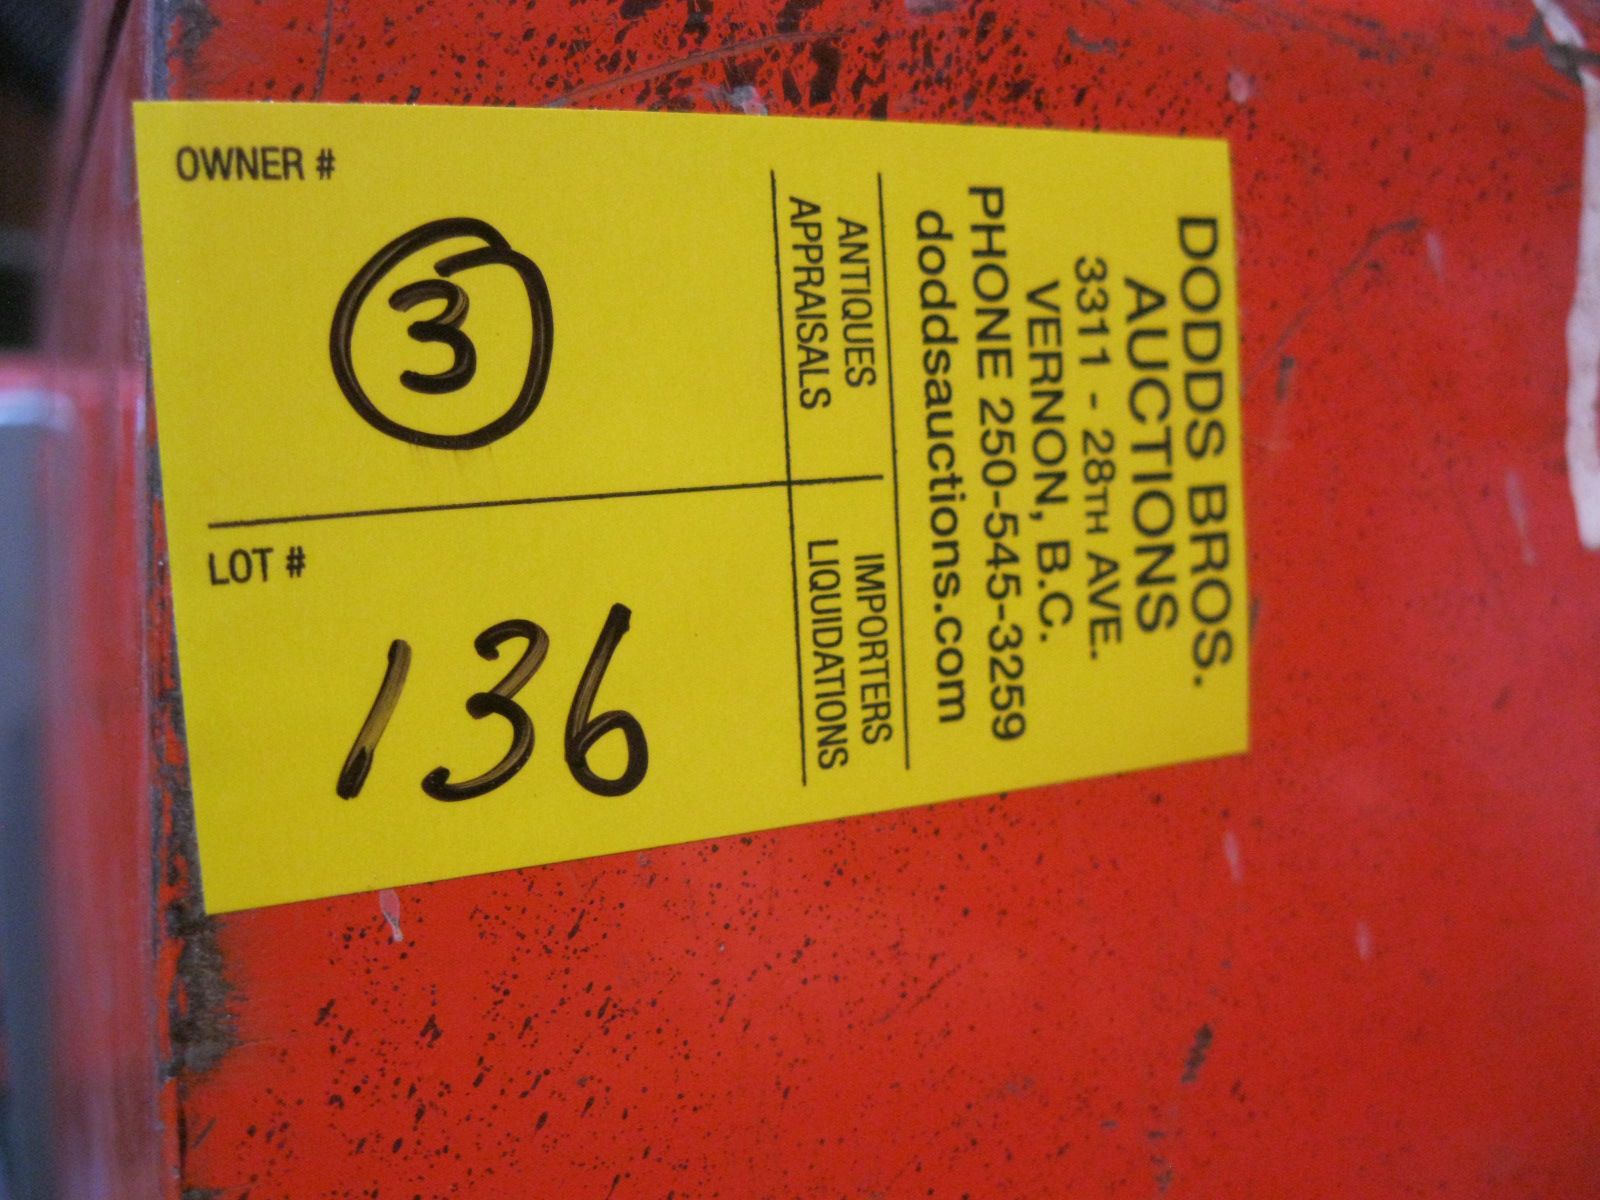 DODDS BROS.
AUCTIONS
3311 - 28TH AVE.
VERNON, B.C.
PHONE 250-545-3259
doddsauctions.com
ANTIQUES
APPRAISALS
IMPORTERS
LIQUIDATIONS
OWNER #
3
LOT #
136